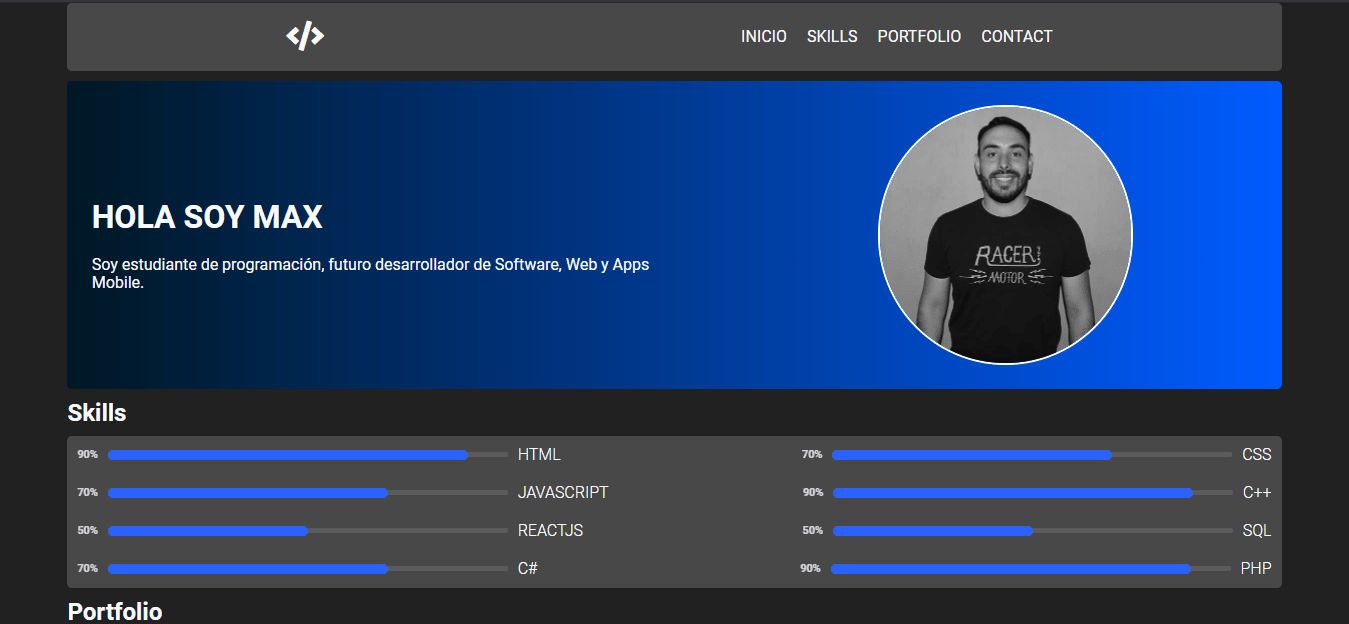 </>
INICIO SKILLS PORTFOLIO CONTACT
HOLA SOY MAX
Soy estudiante de programación, futuro desarrollador de Software, Web y Apps
Mobile.
RACER
MOTOR
Skills
90% HTML
70% CSS
70% JAVASCRIPT
90% C++
50% REACTJS
50% SQL
70% C#
90% PHP
Portfolio